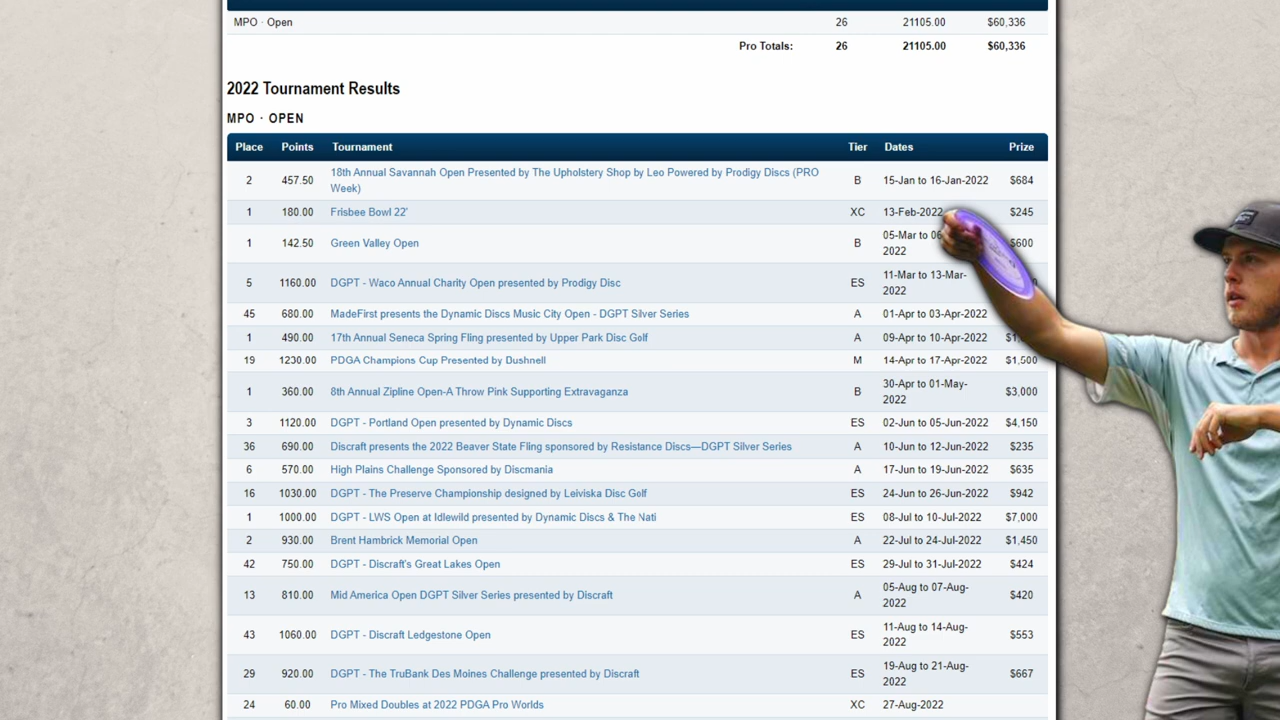 MPO · Open 26 21105.00 $60,336
Pro Totals: 26 21105.00 $60,336
2022 Tournament Results
MPO · OPEN
Place Points Tournament Tier Dates Prize
2 457.50 18th Annual Savannah Open Presented by The Upholstery Shop by Leo Powered by Prodigy Discs (PRO B 15-Jan to 16-Jan-2022 $684
Week)
1 180.00 Frisbee Bowl 22' XC 13-Feb-2022 $245
1 142.50 Green Valley Open B 05-Mar to 06 $600
2022
5 1160.00 DGPT - Waco Annual Charity Open presented by Prodigy Disc ES 11-Mar to 13-Mar-
2022
45 680.00 MadeFirst presents the Dynamic Discs Music City Open - DGPT Silver Series A 01-Apr to 03-Apr-2022
1 490.00 17th Annual Seneca Spring Fling presented by Upper Park Disc Golf A 09-Apr to 10-Apr-2022
19 1230.00 PDGA Champions Cup Presented by Bushnell M 14-Apr to 17-Apr-2022 $1,500
1 360.00 8th Annual Zipline Open-A Throw Pink Supporting Extravaganza B 30-Apr to 01-May- $3,000
2022
3 1120.00 DGPT - Portland Open presented by Dynamic Discs ES 02-Jun to 05-Jun-2022 $4,150
36 690.00 Discraft presents the 2022 Beaver State Fling sponsored by Resistance Discs—DGPT Silver Series A 10-Jun to 12-Jun-2022 $235
6 570.00 High Plains Challenge Sponsored by Discmania A 17-Jun to 19-Jun-2022 $635
16 1030.00 DGPT - The Preserve Championship designed by Leiviska Disc Golf ES 24-Jun to 26-Jun-2022 $942
1 1000.00 DGPT - LWS Open at Idlewild presented by Dynamic Discs & The Nati ES 08-Jul to 10-Jul-2022 $7,000
2 930.00 Brent Hambrick Memorial Open A 22-Jul to 24-Jul-2022 $1,450
42 750.00 DGPT - Discraft's Great Lakes Open ES 29-Jul to 31-Jul-2022 $424
13 810.00 Mid America Open DGPT Silver Series presented by Discraft A 05-Aug to 07-Aug- $420
2022
43 1060.00 DGPT - Discraft Ledgestone Open ES 11-Aug to 14-Aug- $553
2022
29 920.00 DGPT - The TruBank Des Moines Challenge presented by Discraft ES 19-Aug to 21-Aug- $667
2022
24 60.00 Pro Mixed Doubles at 2022 PDGA Pro Worlds XC 27-Aug-2022